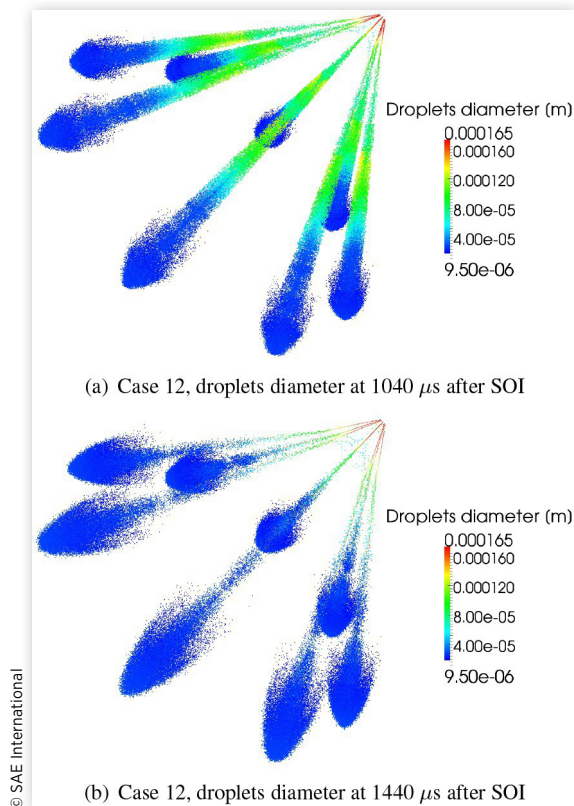 Droplets diameter [m]
0.000165
0.000160
0.000120
8.00e-05
4.00e-05
9.50e-06
(a) Case 12, droplets diameter at 1040 μs after SOI
Droplets diameter [m]
0.000165
0.000160
0.000120
8.00e-05
4.00e-05
9.50e-06
© SAE International
(b) Case 12, droplets diameter at 1440 μs after SOI